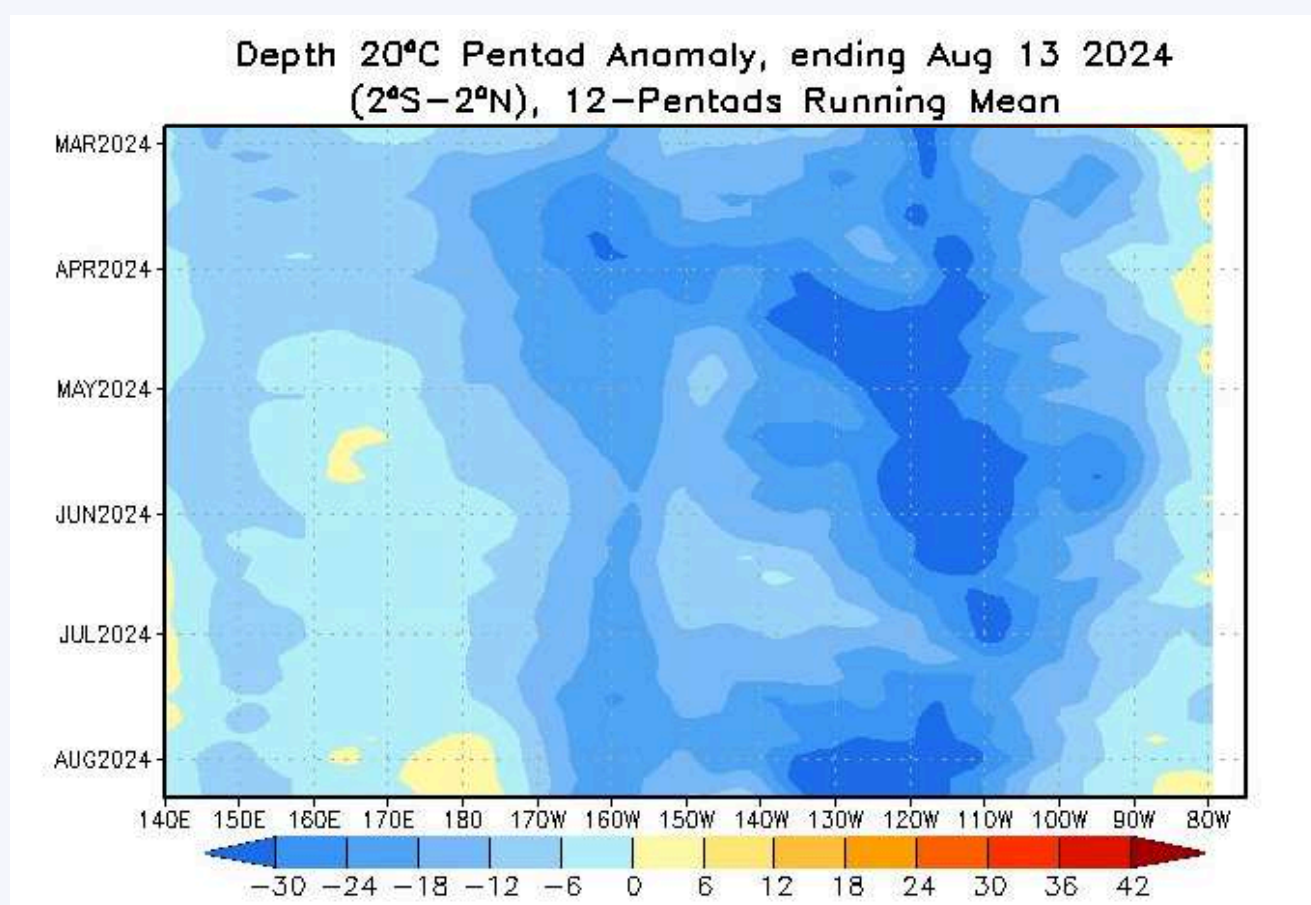 Depth 20°C Pentad Anomaly, ending Aug 13 2024
(2°S-2°N), 12-Pentads Running Mean
MAR2024
APR2024
MAY2024
JUN2024
JUL2024
AUG2024
140E 150E 160E 170E 180 170W 160W 150W 140W 130W 120W 110W 100W 90W 80W
-30 -24 -18 -12 -6 0 6 12 18 24 30 36 42